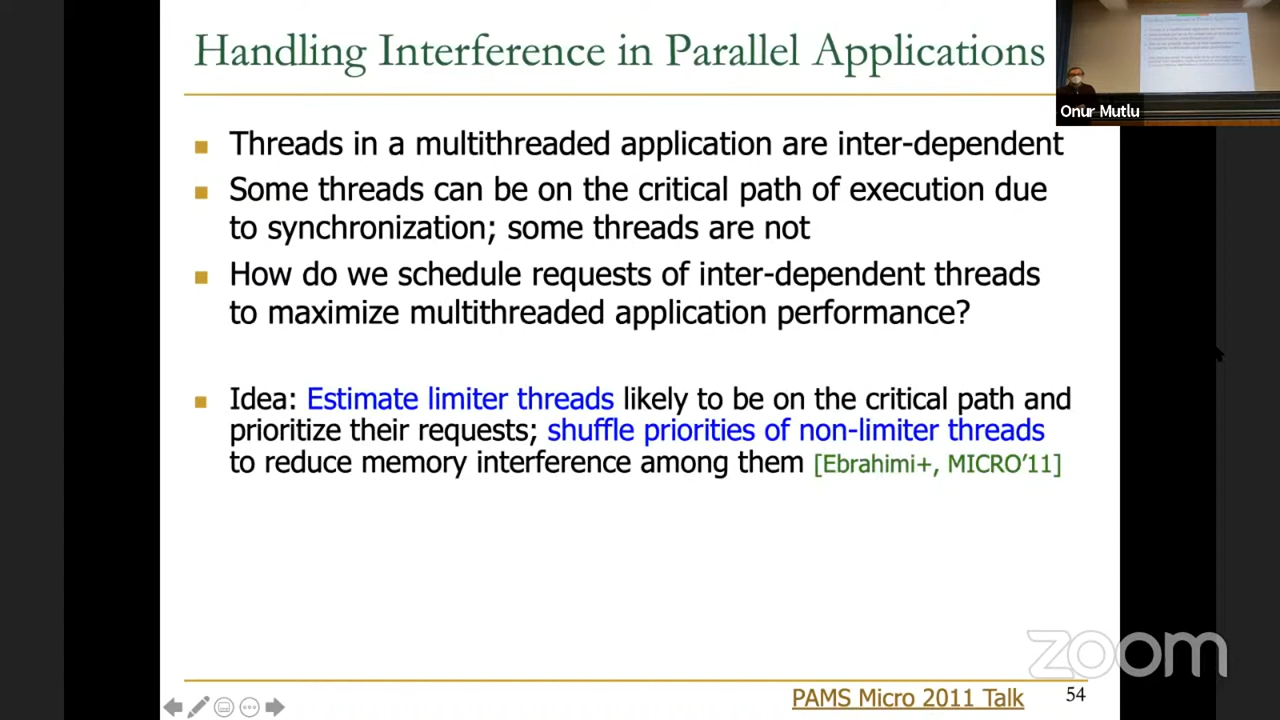 Handling Interference in Parallel Applications
Onur Mutlu
Threads in a multithreaded application are inter-dependent
Some threads can be on the critical path of execution due
to synchronization; some threads are not
How do we schedule requests of inter-dependent threads
to maximize multithreaded application performance?
Idea: Estimate limiter threads likely to be on the critical path and
prioritize their requests; shuffle priorities of non-limiter threads
to reduce memory interference among them [Ebrahimi+, MICRO’11]
zoom
PAMS Micro 2011 Talk
54